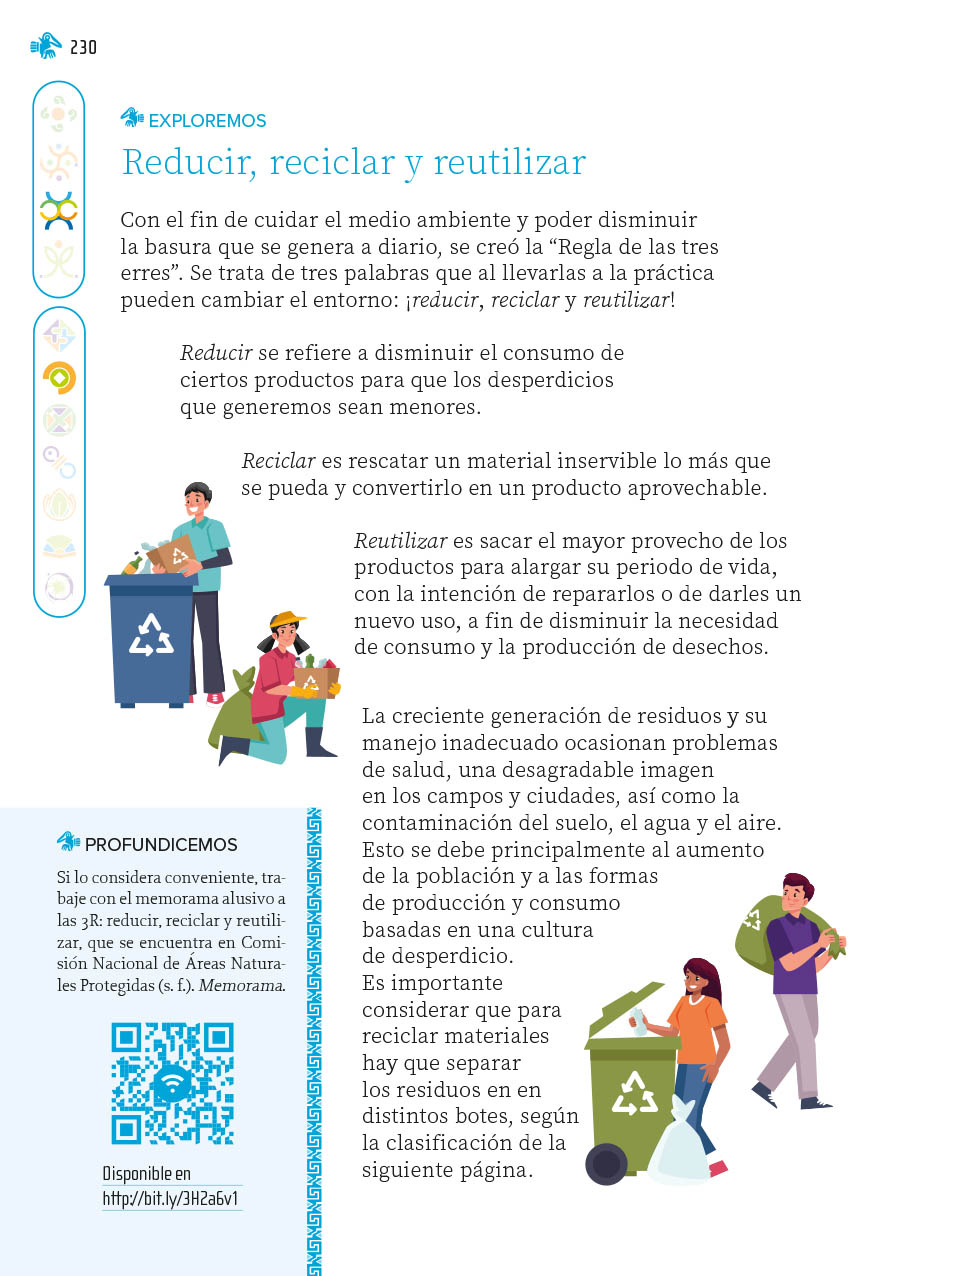 230
EXPLOREMOS
Reducir, reciclar y reutilizar
Con el fin de cuidar el medio ambiente y poder disminuir
la basura que se genera a diario, se creó la “Regla de las tres
erres”. Se trata de tres palabras que al llevarlas a la práctica
pueden cambiar el entorno: ¡reducir, reciclar y reutilizar!
Reducir se refiere a disminuir el consumo de
ciertos productos para que los desperdicios
que generemos sean menores.
Reciclar es rescatar un material inservible lo más que
se pueda y convertirlo en un producto aprovechable.
Reutilizar es sacar el mayor provecho de los
productos para alargar su periodo de vida,
con la intención de repararlos o de darles un
nuevo uso, a fin de disminuir la necesidad
de consumo y la producción de desechos.
La creciente generación de residuos y su
manejo inadecuado ocasionan problemas
de salud, una desagradable imagen
en los campos y ciudades, así como la
contaminación del suelo, el agua y el aire.
Esto se debe principalmente al aumento
de la población y a las formas
de producción y consumo
basadas en una cultura
de desperdicio.
Es importante
considerar que para
reciclar materiales
hay que separar
los residuos en en
distintos botes, según
la clasificación de la
siguiente página.
PROFUNDICEMOS
Si lo considera conveniente, tra-
baje con el memorama alusivo a
las 3R: reducir, reciclar y reutili-
zar, que se encuentra en Comi-
sión Nacional de Áreas Natura-
les Protegidas (s. f.). Memorama.
Disponible en
http://bit.ly/3H2a6v1